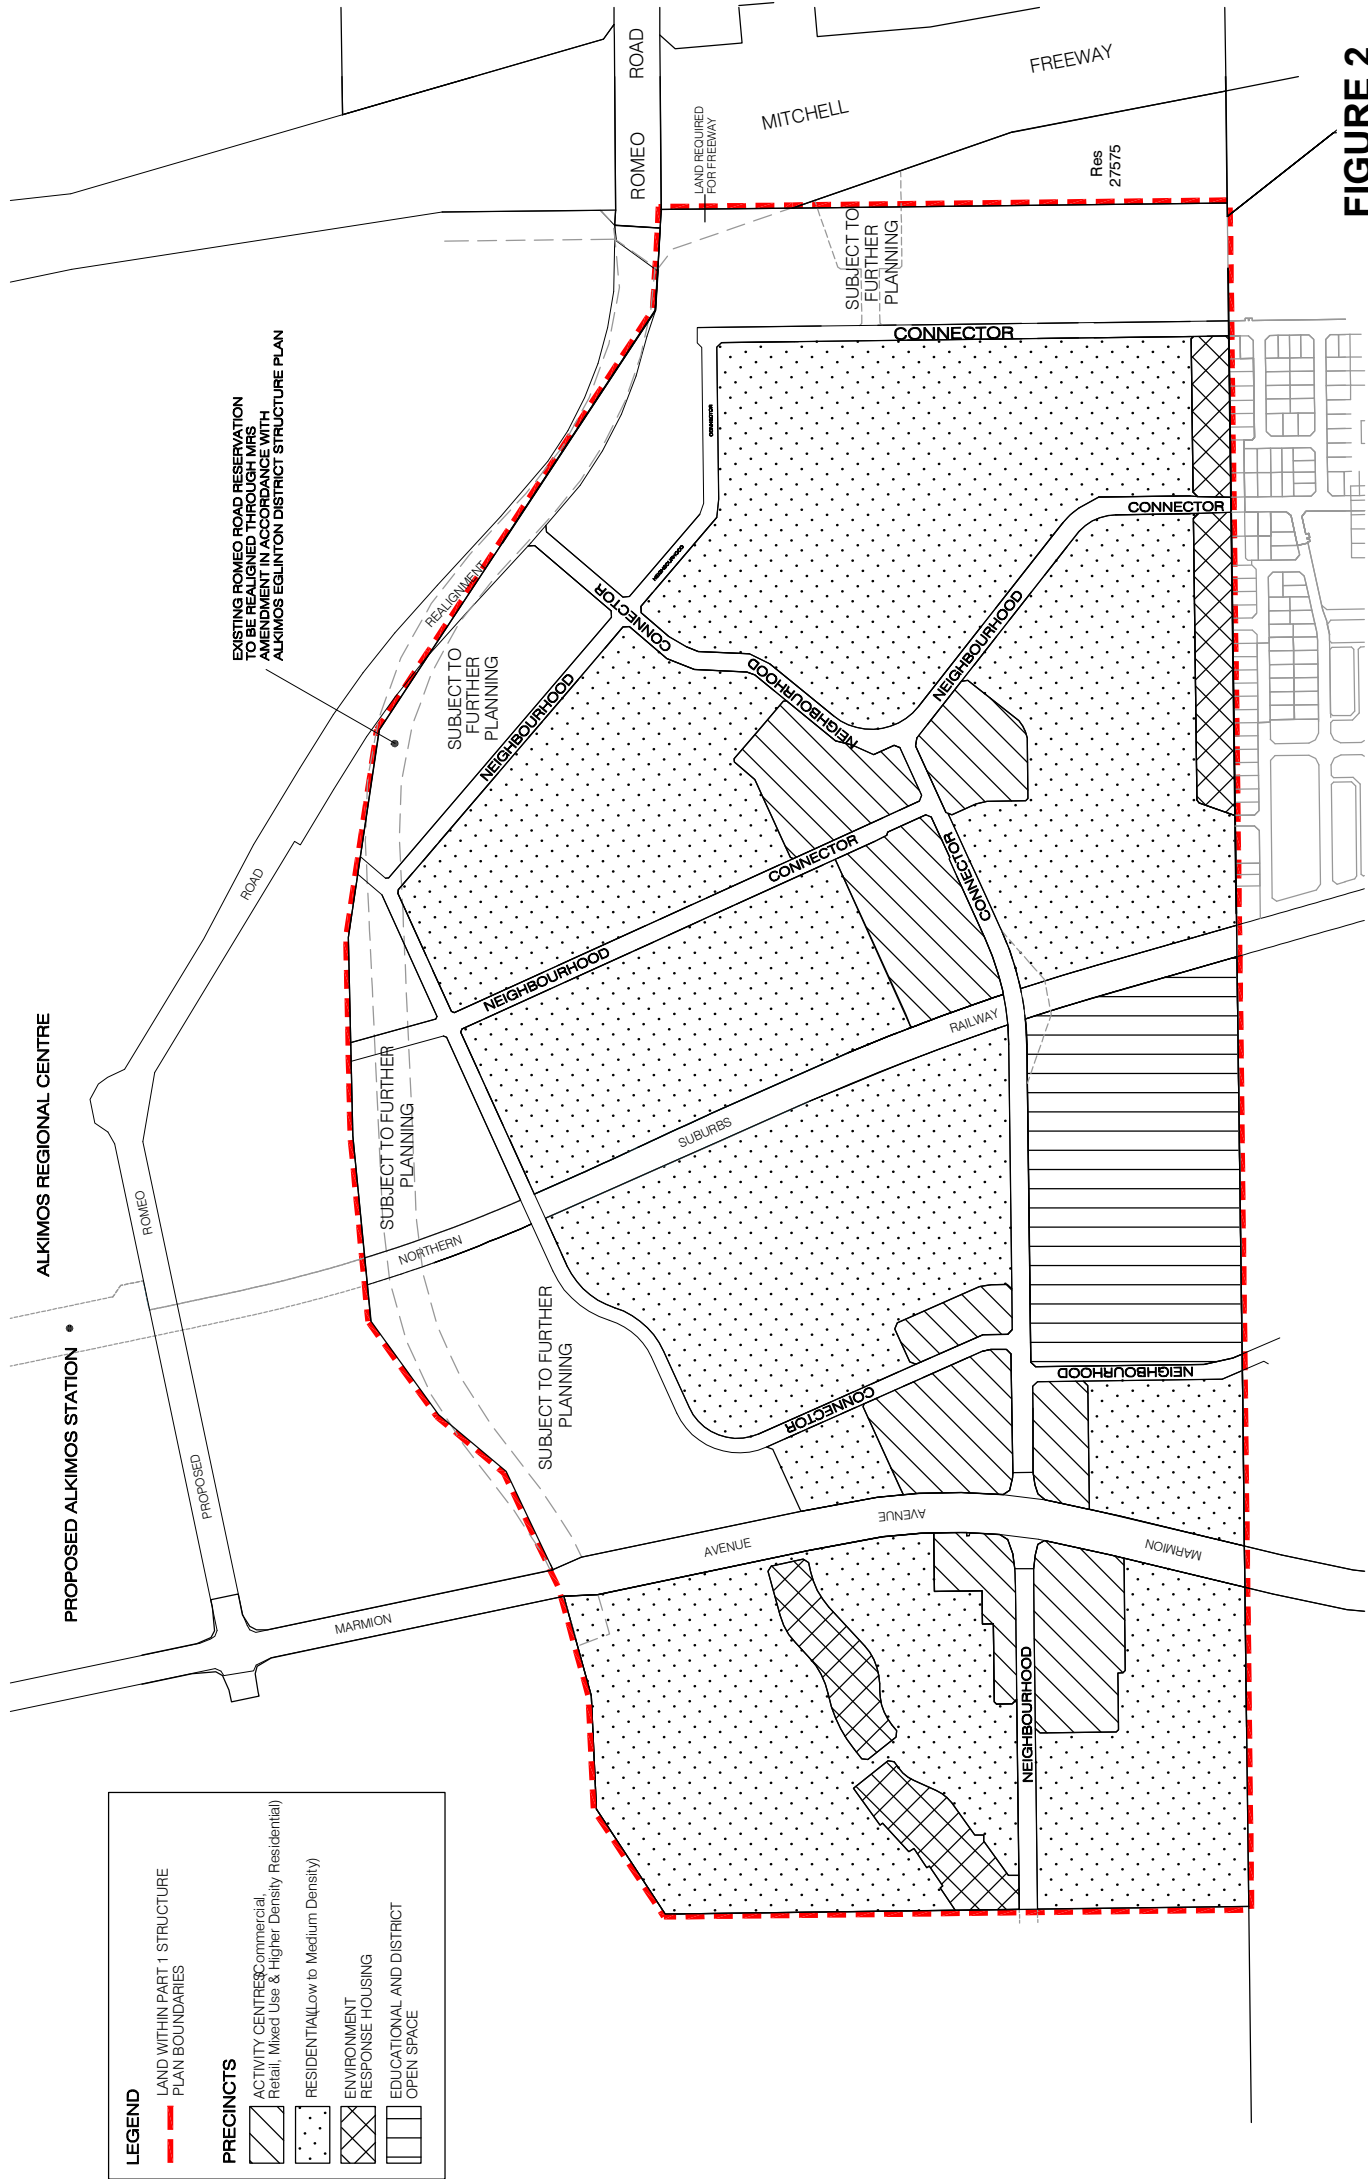 FIGURE 2
ALKIMOS REGIONAL CENTRE
PROPOSED ALKIMOS STATION
EXISTING ROMEO ROAD RESERVATION
TO BE REALIGNED THROUGH MRS
AMENDMENT IN ACCORDANCE WITH
ALKIMOS EGLINTON DISTRICT STRUCTURE PLAN
ROMEO
ROAD
MITCHELL
FREEWAY
LAND REQUIRED
FOR FREEWAY
Res
27575
SUBJECT TO
FURTHER
PLANNING
CONNECTOR
CONNECTOR
NEIGHBOURHOOD
CONNECTOR
NEIGHBOURHOOD
REALIGNMENT
SUBJECT TO
FURTHER
PLANNING
NEIGHBOURHOOD
CONNECTOR
NEIGHBOURHOOD
NEIGHBOURHOOD
ROAD
ROMEO
PROPOSED
NEIGHBOURHOOD
CONNECTOR
CONNECTOR
SUBJECT TO FURTHER
PLANNING
NORTHERN
SUBURBS
RAILWAY
SUBJECT TO FURTHER
PLANNING
CONNECTOR
NEIGHBOURHOOD
MARMION
AVENUE
AVENUE
MARMION
NEIGHBOURHOOD
LEGEND
LAND WITHIN PART 1 STRUCTURE
PLAN BOUNDARIES
PRECINCTS
ACTIVITY CENTRES(Commercial,
Retail, Mixed Use & Higher Density Residential)
RESIDENTIAL(Low to Medium Density)
ENVIRONMENT
RESPONSE HOUSING
EDUCATIONAL AND DISTRICT
OPEN SPACE